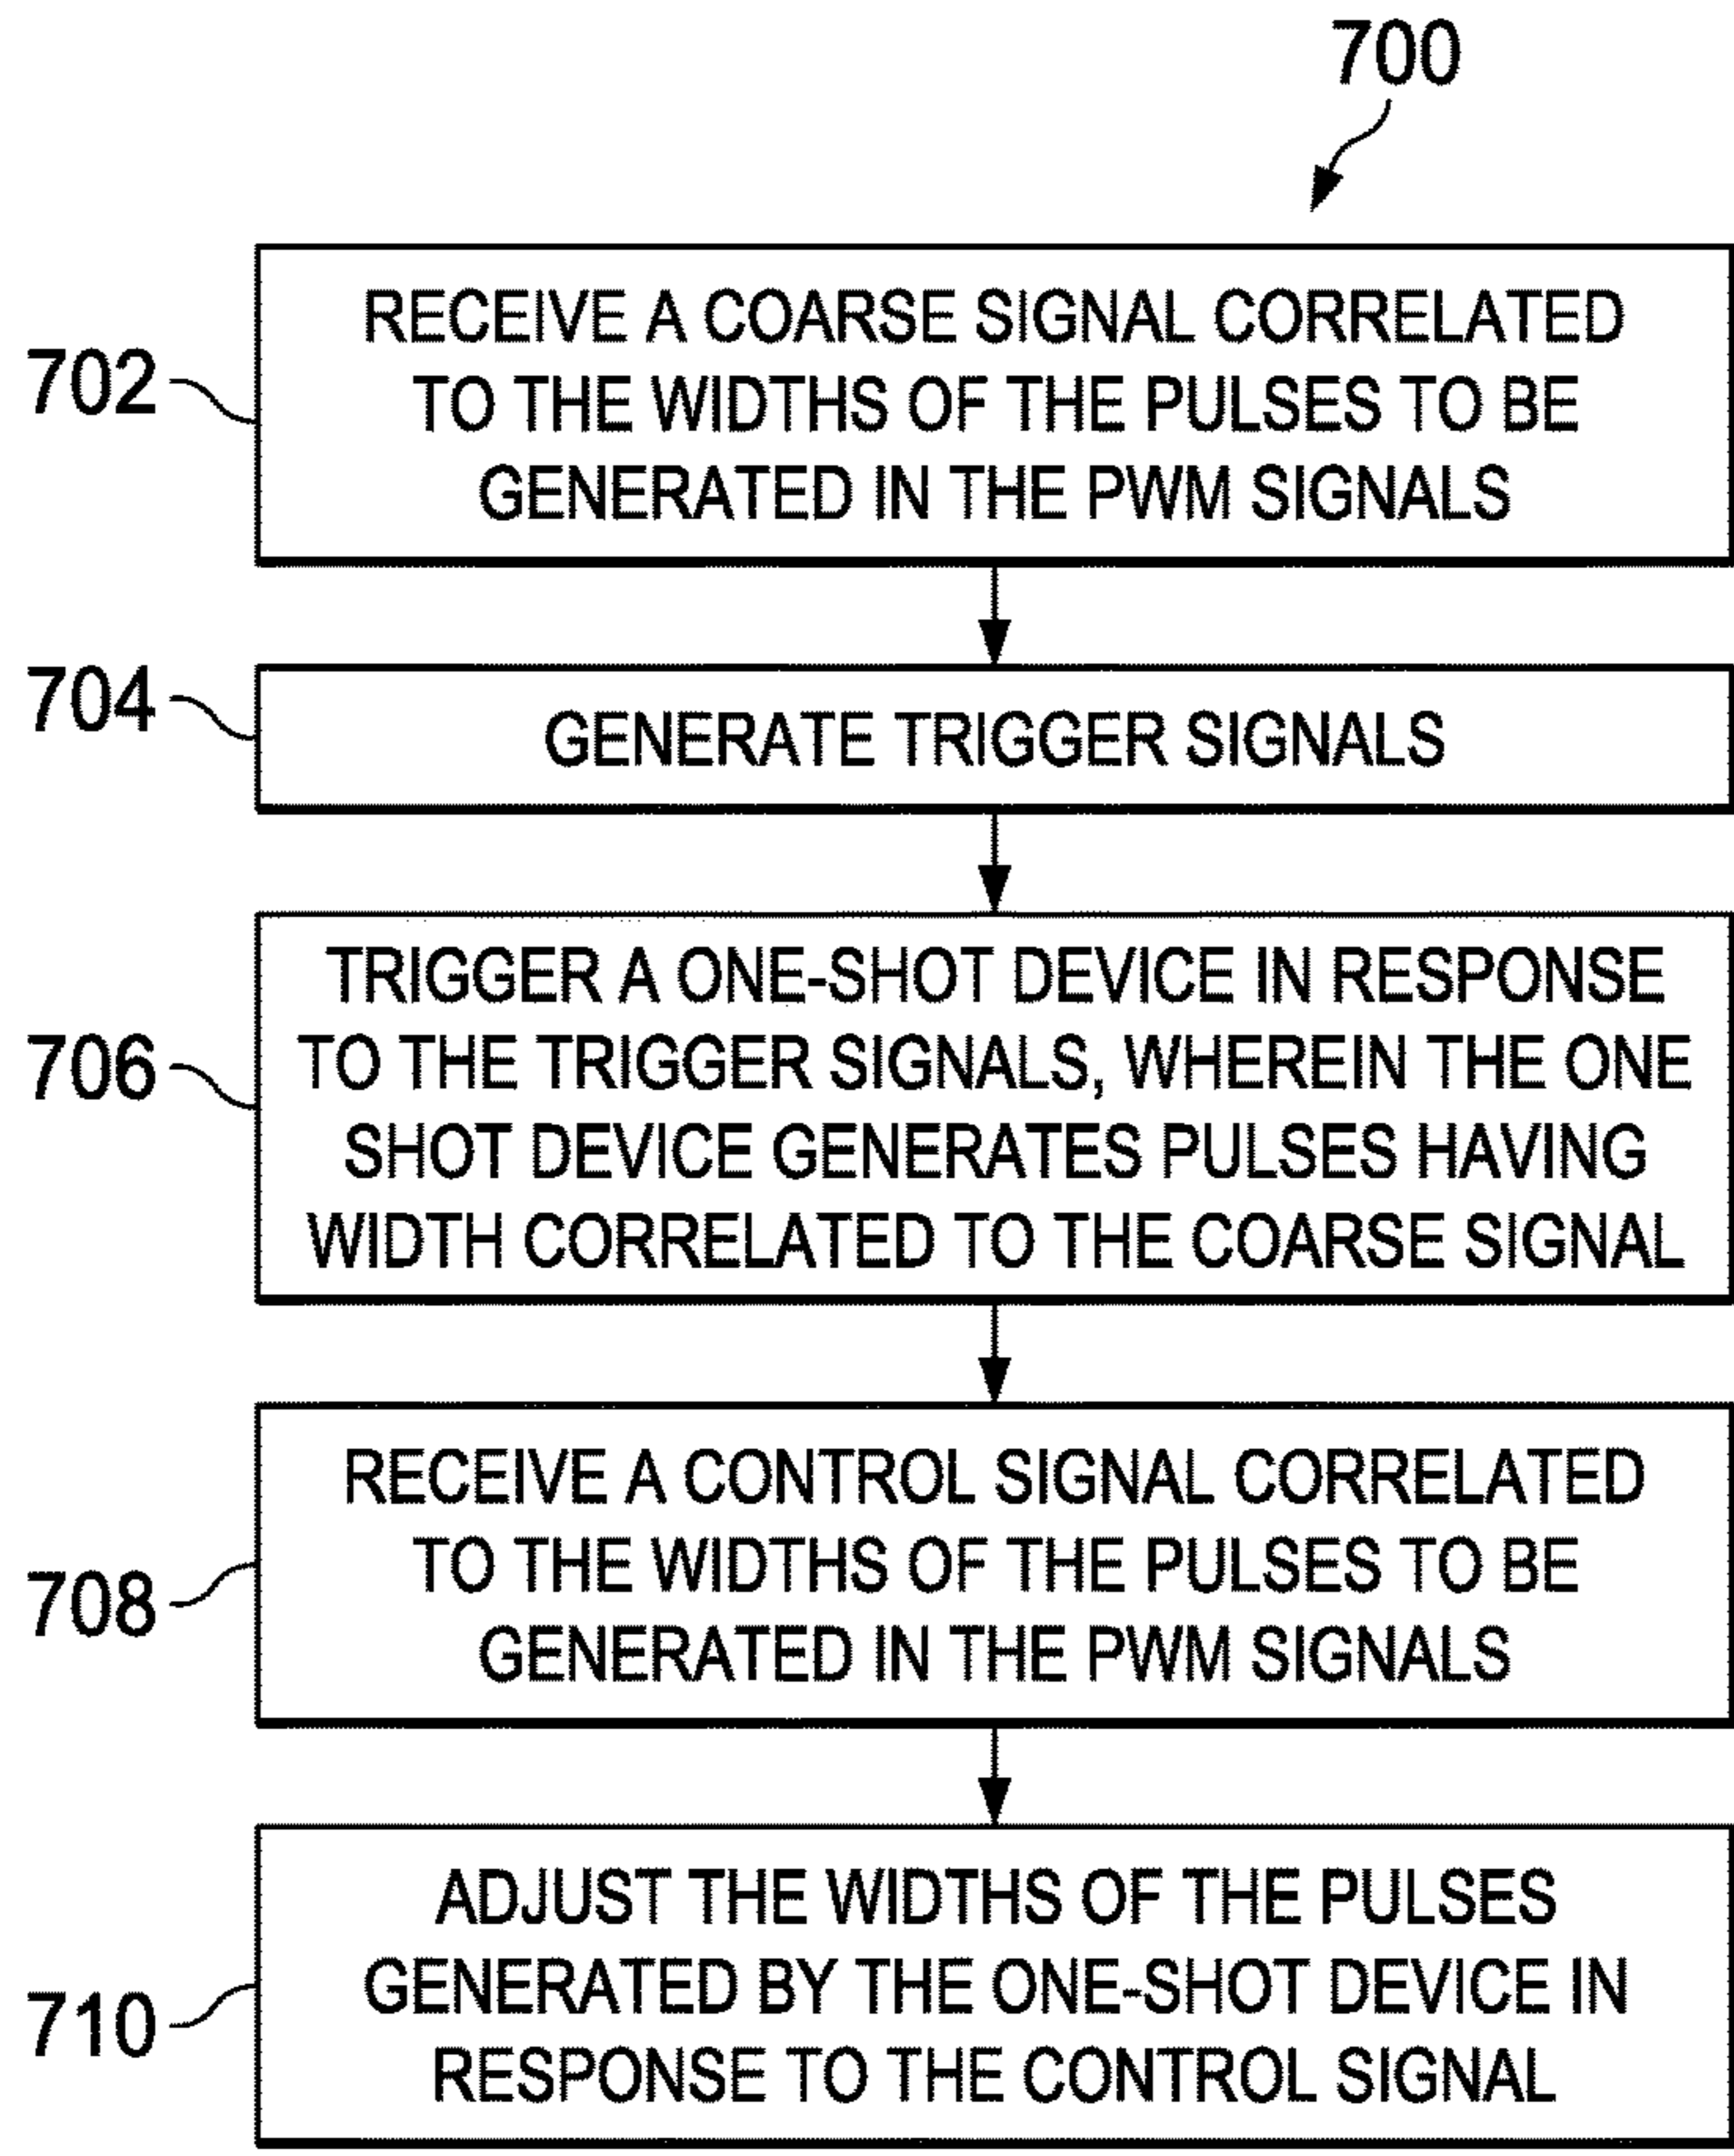 700
702
RECEIVE A COARSE SIGNAL CORRELATED
TO THE WIDTHS OF THE PULSES TO BE
GENERATED IN THE PWM SIGNALS
704
GENERATE TRIGGER SIGNALS
706
TRIGGER A ONE-SHOT DEVICE IN RESPONSE
TO THE TRIGGER SIGNALS, WHEREIN THE ONE
SHOT DEVICE GENERATES PULSES HAVING
WIDTH CORRELATED TO THE COARSE SIGNAL
708
RECEIVE A CONTROL SIGNAL CORRELATED
TO THE WIDTHS OF THE PULSES TO BE
GENERATED IN THE PWM SIGNALS
710
ADJUST THE WIDTHS OF THE PULSES
GENERATED BY THE ONE-SHOT DEVICE IN
RESPONSE TO THE CONTROL SIGNAL